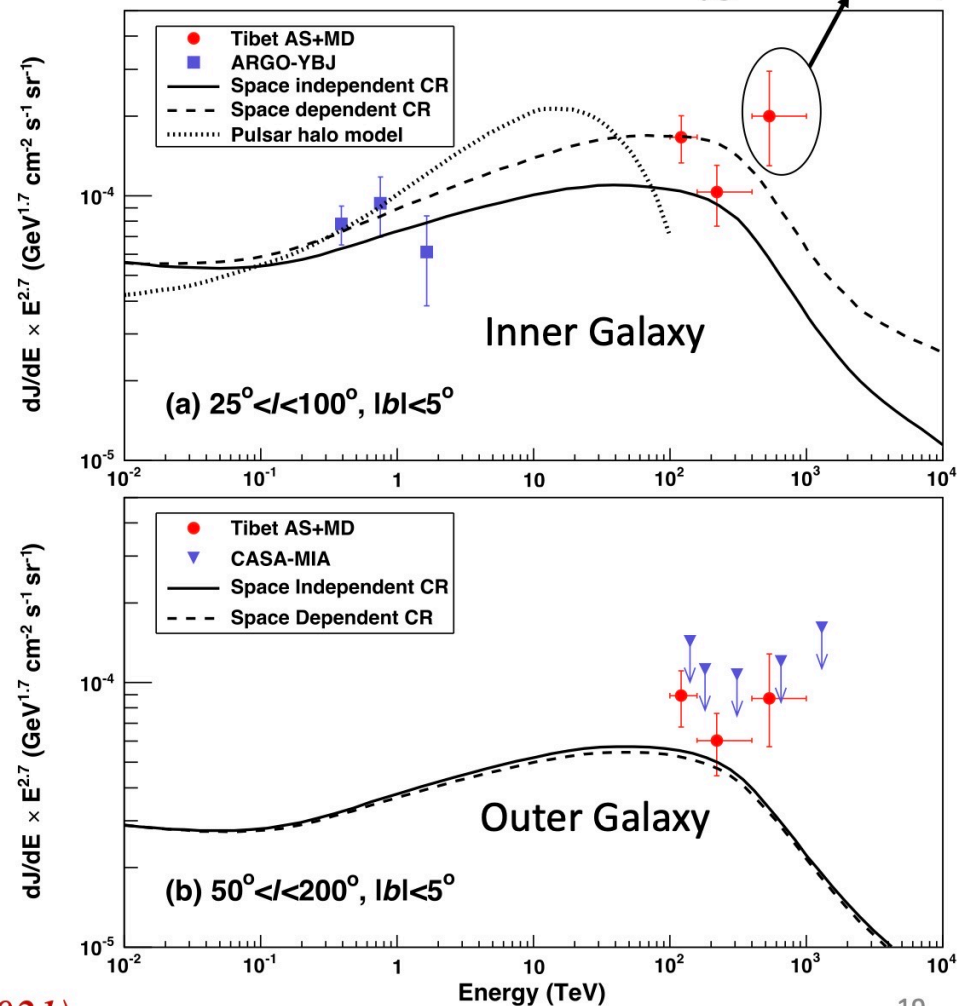 Tibet AS+MD
ARGO-YBJ
Space independent CR
Space dependent CR
Pulsar halo model
dJ/dE × E^2.7 (GeV^1.7 cm^-2 s^-1 sr^-1)
10^-4
10^-5
Inner Galaxy
(a) 25°<l<100°, |b|<5°
10^-2 10^-1 1 10 10^2 10^3 10^4
Tibet AS+MD
CASA-MIA
Space Independent CR
Space Dependent CR
dJ/dE × E^2.7 (GeV^1.7 cm^-2 s^-1 sr^-1)
10^-4
10^-5
Outer Galaxy
(b) 50°<l<200°, |b|<5°
10^-2 10^-1 1 10 10^2 10^3 10^4
Energy (TeV)